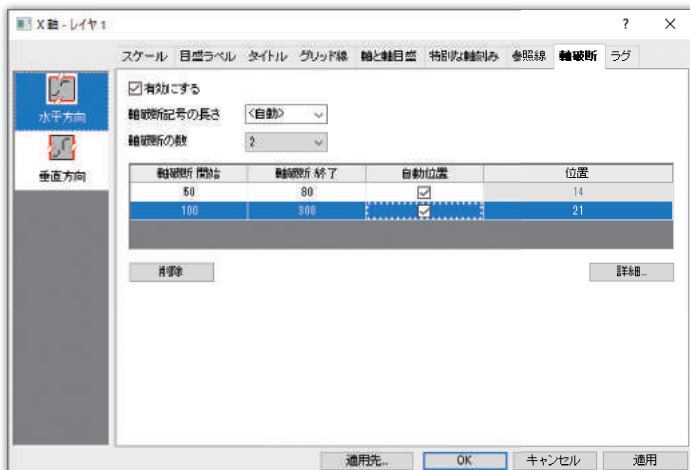 X 軸 - レイヤ 1
?
スケール 目盛ラベル タイトル グリッド線 軸と軸目盛 特別な軸刻み 参照線 軸破断 ラグ
水平方向
垂直方向
有効にする
軸破断記号の長さ <自動>
軸破断の数 2
軸破断 開始 軸破断 終了 自動位置 位置
50 80 14
100 300 21
削除 詳細...
適用先... OK キャンセル 適用